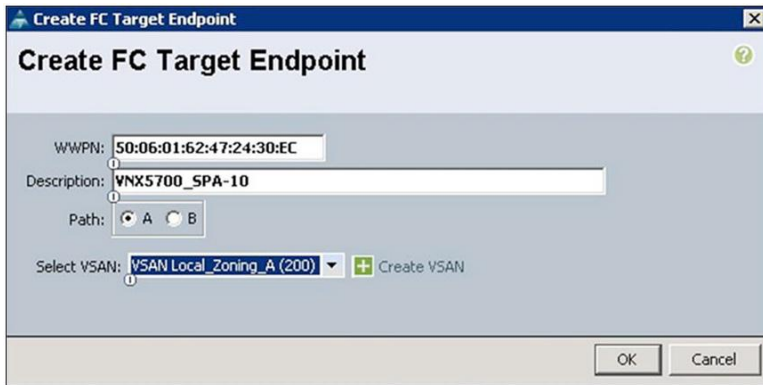 Create FC Target Endpoint
Create FC Target Endpoint
WWPN: 50:06:01:62:47:24:30:EC
Description: VNX5700_SPA-10
Path: A B
Select VSAN: VSAN Local_Zoning_A (200) Create VSAN
OK Cancel